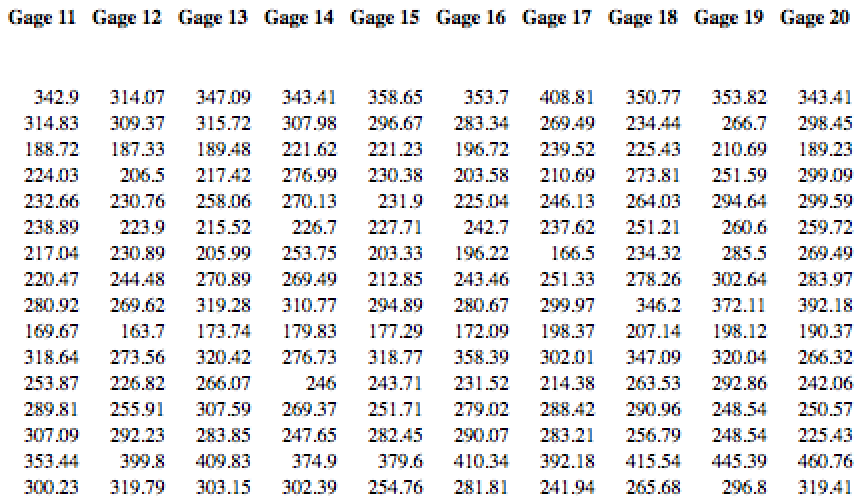 Gage 11 Gage 12 Gage 13 Gage 14 Gage 15 Gage 16 Gage 17 Gage 18 Gage 19 Gage 20
342.9 314.07 347.09 343.41 358.65 353.7 408.81 350.77 353.82 343.41
314.83 309.37 315.72 307.98 296.67 283.34 269.49 234.44 266.7 298.45
188.72 187.33 189.48 221.62 221.23 196.72 239.52 225.43 210.69 189.23
224.03 206.5 217.42 276.99 230.38 203.58 210.69 273.81 251.59 299.09
232.66 230.76 258.06 270.13 231.9 225.04 246.13 264.03 294.64 299.59
238.89 223.9 215.52 226.7 227.71 242.7 237.62 251.21 260.6 259.72
217.04 230.89 205.99 253.75 203.33 196.22 166.5 234.32 285.5 269.49
220.47 244.48 270.89 269.49 212.85 243.46 251.33 278.26 302.64 283.97
280.92 269.62 319.28 310.77 294.89 280.67 299.97 346.2 372.11 392.18
169.67 163.7 173.74 179.83 177.29 172.09 198.37 207.14 198.12 190.37
318.64 273.56 320.42 276.73 318.77 358.39 302.01 347.09 320.04 266.32
253.87 226.82 266.07 246 243.71 231.52 214.38 263.53 292.86 242.06
289.81 255.91 307.59 269.37 251.71 279.02 288.42 290.96 248.54 250.57
307.09 292.23 283.85 247.65 282.45 290.07 283.21 256.79 248.54 225.43
353.44 399.8 409.83 374.9 379.6 410.34 392.18 415.54 445.39 460.76
300.23 319.79 303.15 302.39 254.76 281.81 241.94 265.68 296.8 319.41